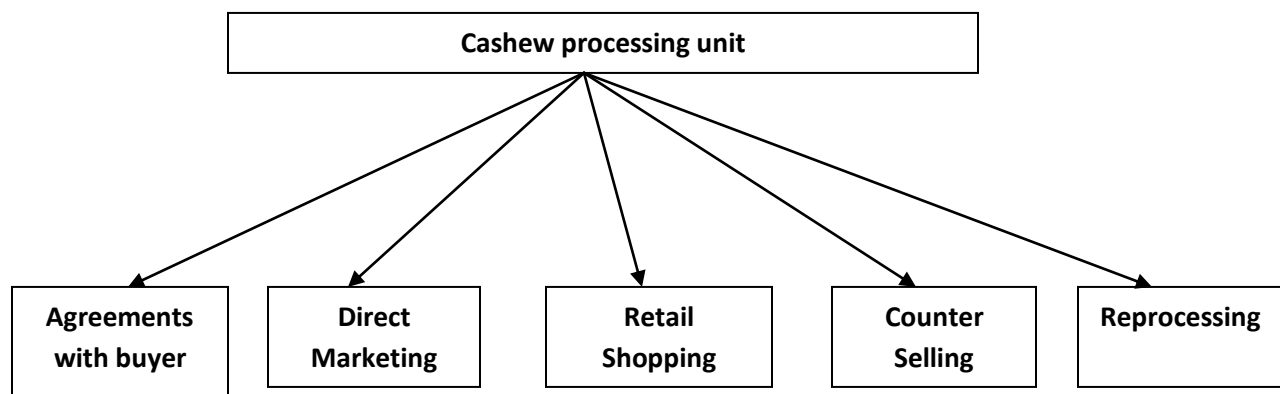 Cashew processing unit
Agreements
with buyer
Direct
Marketing
Retail
Shopping
Counter
Selling
Reprocessing